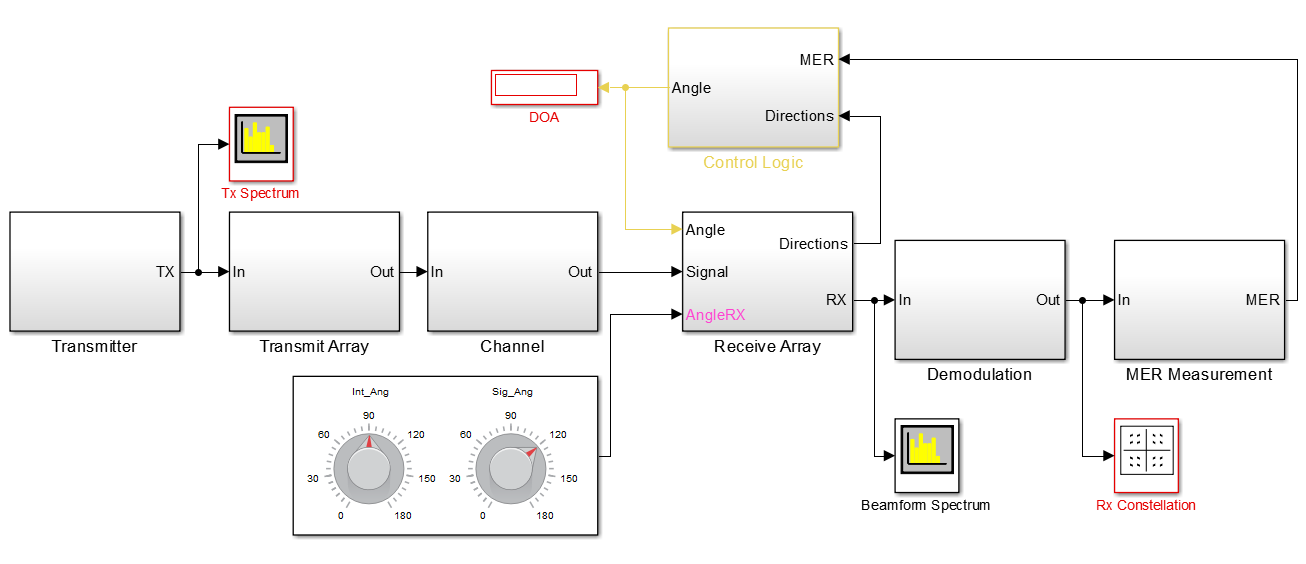 MER
Angle
Directions
Control Logic
DOA
Tx Spectrum
TX
Transmitter
In
Out
Transmit Array
In
Out
Channel
Angle
Directions
Signal
RX
AngleRX
Receive Array
In
Out
Demodulation
In
MER
MER Measurement
Int_Ang
0
30
60
90
120
150
180
Sig_Ang
0
30
60
90
120
150
180
Beamform Spectrum
Rx Constellation